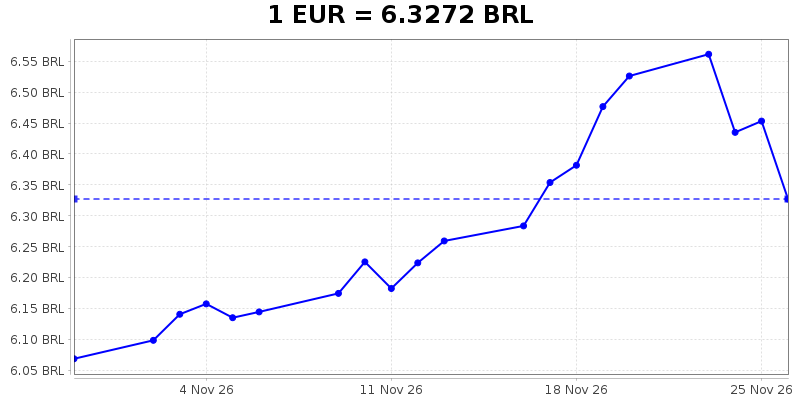 1 EUR = 6.3272 BRL
6.55 BRL
6.50 BRL
6.45 BRL
6.40 BRL
6.35 BRL
6.30 BRL
6.25 BRL
6.20 BRL
6.15 BRL
6.10 BRL
6.05 BRL
4 Nov 26
11 Nov 26
18 Nov 26
25 Nov 26